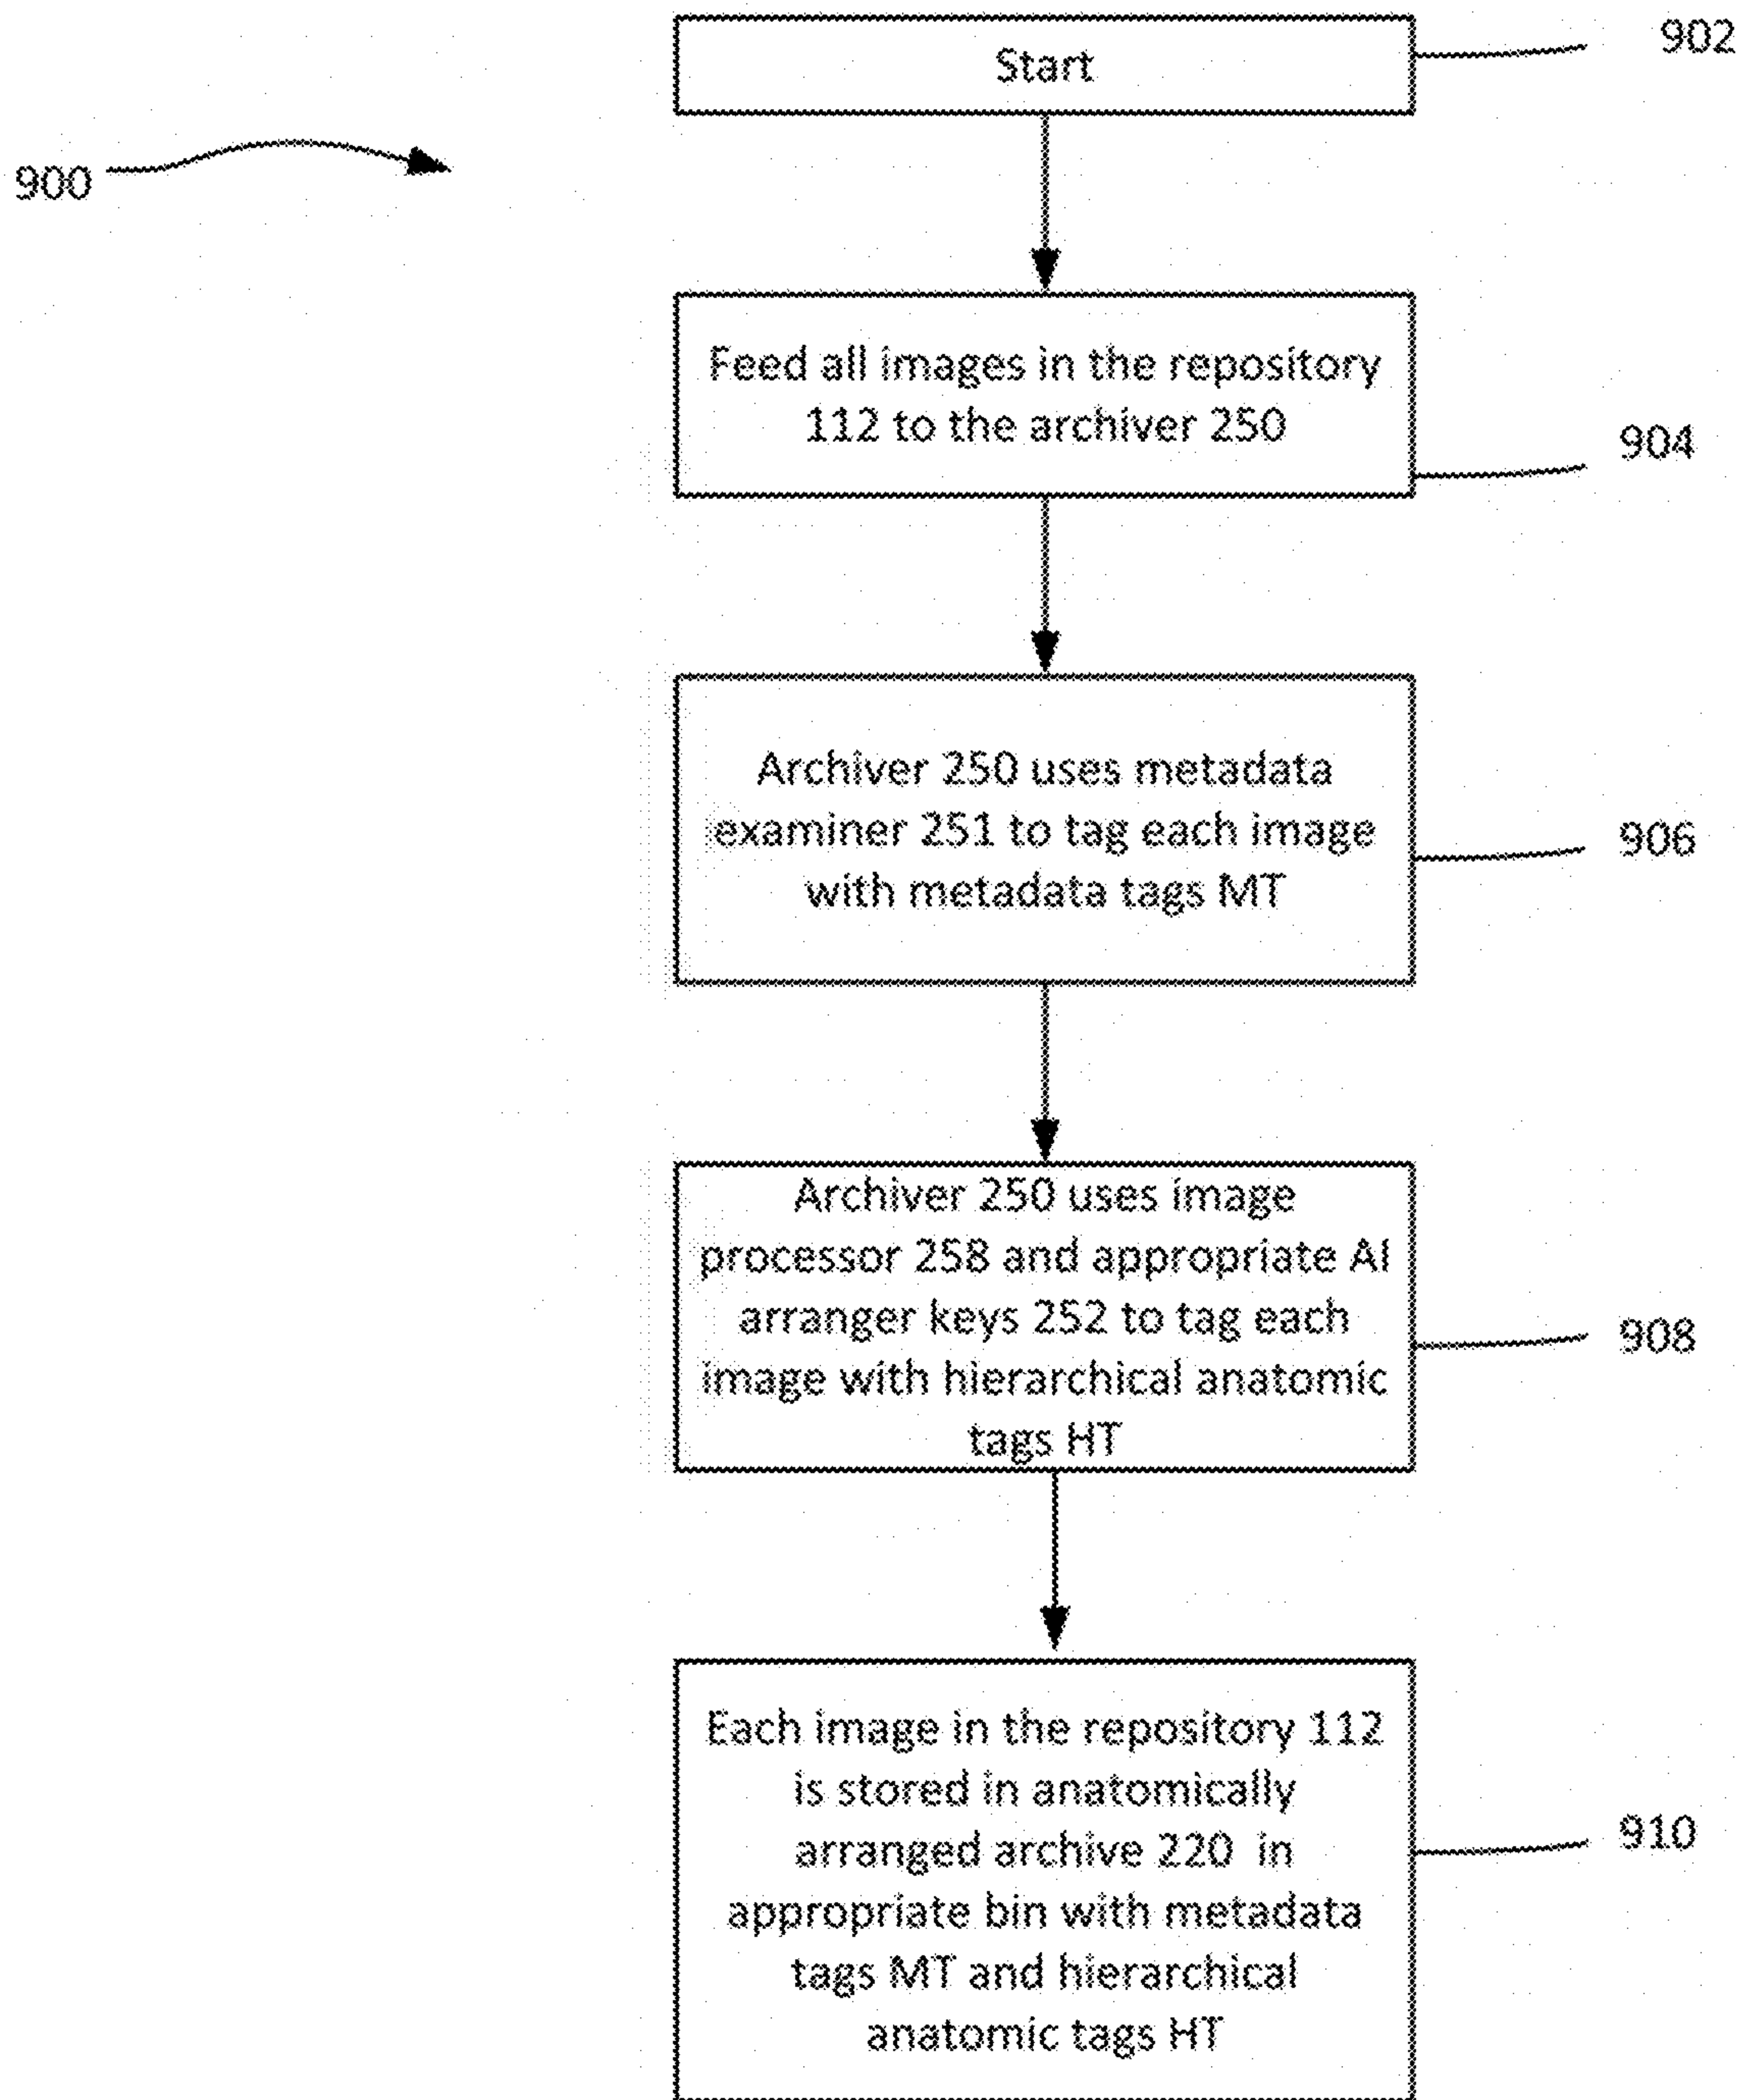 Start
902
900
Feed all images in the repository
112 to the archiver 250
904
Archiver 250 uses metadata
examiner 251 to tag each image
with metadata tags MT
906
Archiver 250 uses image
processor 258 and appropriate AI
arranger keys 252 to tag each
image with hierarchical anatomic
tags HT
908
Each image in the repository 112
is stored in anatomically
arranged archive 220 in
appropriate bin with metadata
tags MT and hierarchical
anatomic tags HT
910